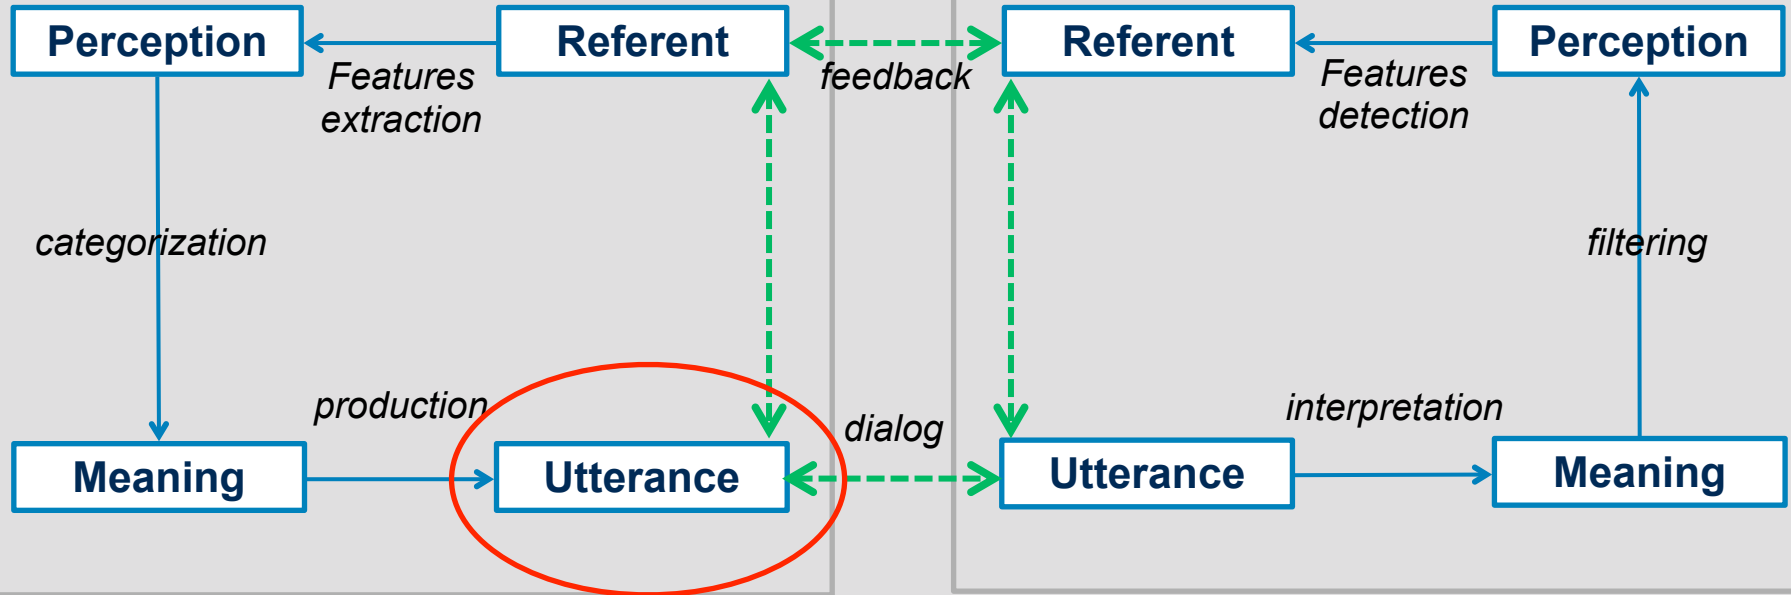 Perception
Referent
Referent
Perception
Features
extraction
feedback
Features
detection
categorization
filtering
production
dialog
interpretation
Meaning
Utterance
Utterance
Meaning